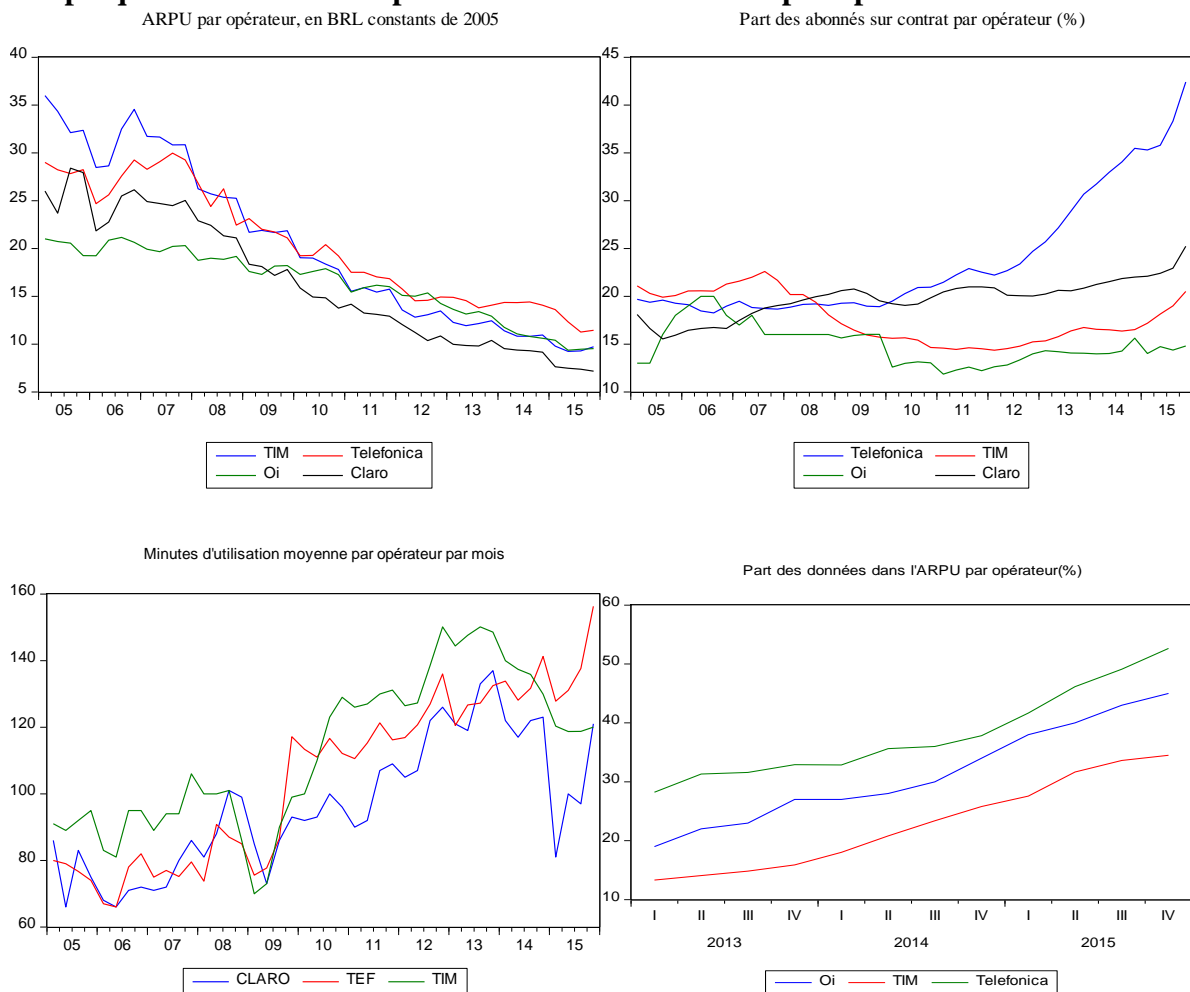 ARPU par opérateur, en BRL constants de 2005
40
35
30
25
20
15
10
5
05 06 07 08 09 10 11 12 13 14 15
TIM Telefonica
Oi Claro
Part des abonnés sur contrat par opérateur (%)
45
40
35
30
25
20
15
10
05 06 07 08 09 10 11 12 13 14 15
Telefonica TIM
Oi Claro
Minutes d'utilisation moyenne par opérateur par mois
160
140
120
100
80
60
05 06 07 08 09 10 11 12 13 14 15
CLARO TEF TIM
Part des données dans l'ARPU par opérateur(%)
60
50
40
30
20
10
I II III IV I II III IV I II III IV
2013 2014 2015
Oi TIM Telefonica